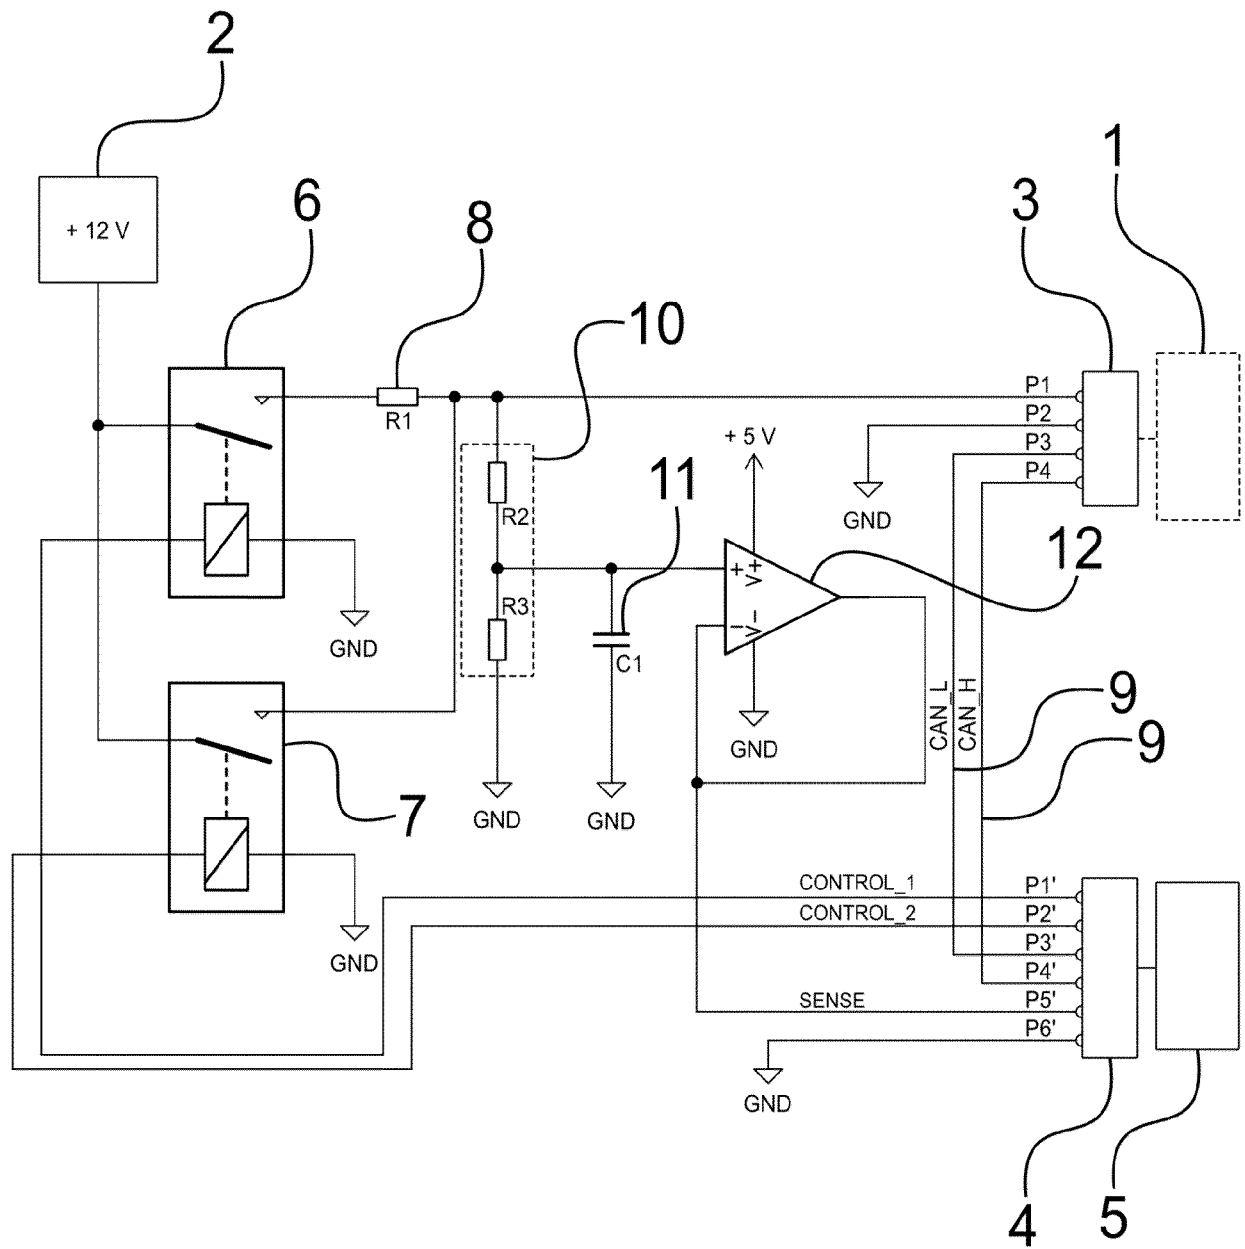 2
1
6
3
8
+ 12 V
10
P1
R1
P2
+ 5 V
P3
11
P4
R2
GND
12
+
V+
R3
GND
−
V−
C1
CAN_L
CAN_H
9
GND
9
7
GND
GND
CONTROL_1
P1'
CONTROL_2
P2'
P3'
GND
P4'
SENSE
P5'
P6'
GND
4
5